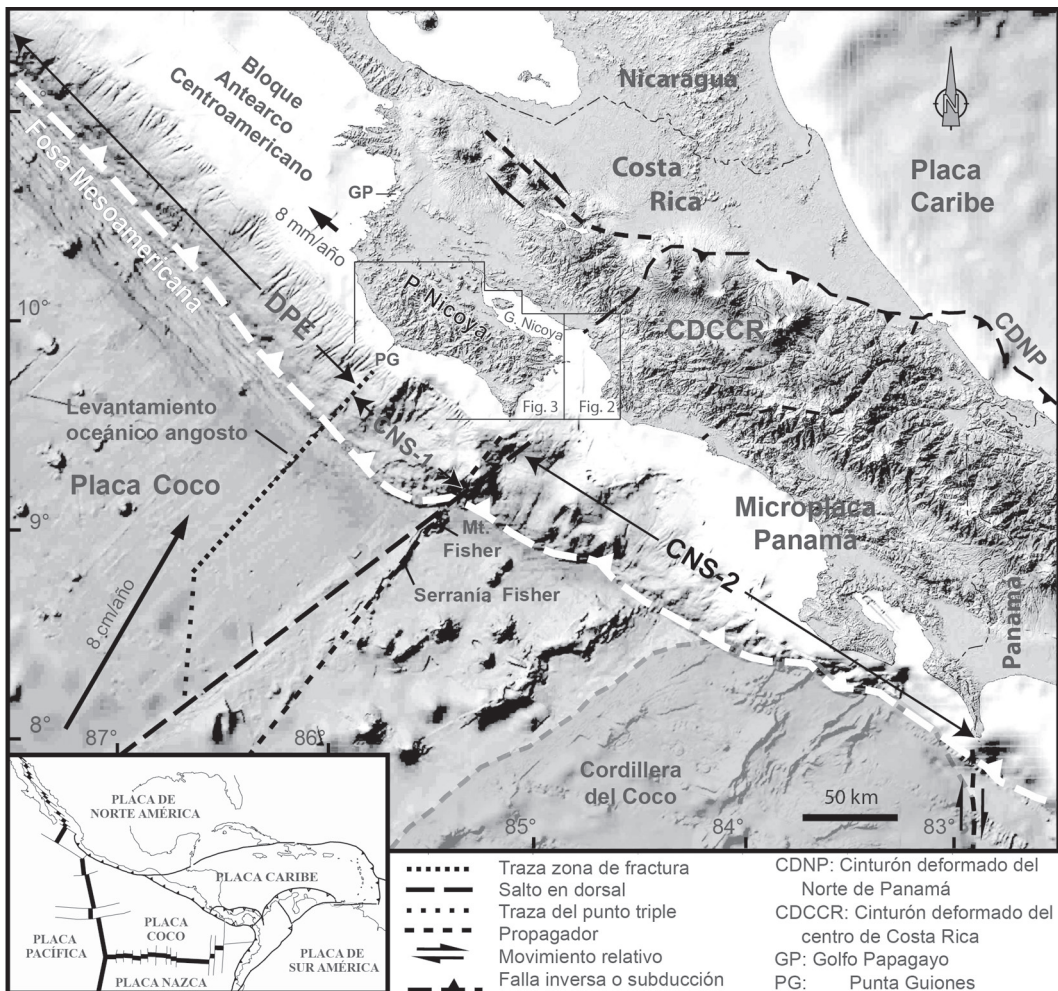 Bloque
Antearco
Centroamericano
Nicaragua
Costa
Rica
Placa
Caribe
N
GP
8 mm/año
Fosa Mesoamericana
10°
DPE
P Nicoya
G. Nicoya
CDCCR
CDNP
PG
Fig. 3
Fig. 2
Levantamiento
oceánico angosto
CNS-1
Placa Coco
9°
Mt.
Fisher
Serranía Fisher
Microplaca
Panamá
CNS-2
Panamá
8 cm/año
8°
87°
86°
Cordillera
del Coco
50 km
85°
84°
83°
PLACA DE
NORTE AMÉRICA
PLACA CARIBE
PLACA
COCO
PLACA
PACÍFICA
PLACA NAZCA
PLACA DE
SUR AMÉRICA
Traza zona de fractura
Salto en dorsal
Traza del punto triple
Propagador
Movimiento relativo
Falla inversa o subducción
CDNP: Cinturón deformado del
Norte de Panamá
CDCCR: Cinturón deformado del
centro de Costa Rica
GP: Golfo Papagayo
PG: Punta Guiones